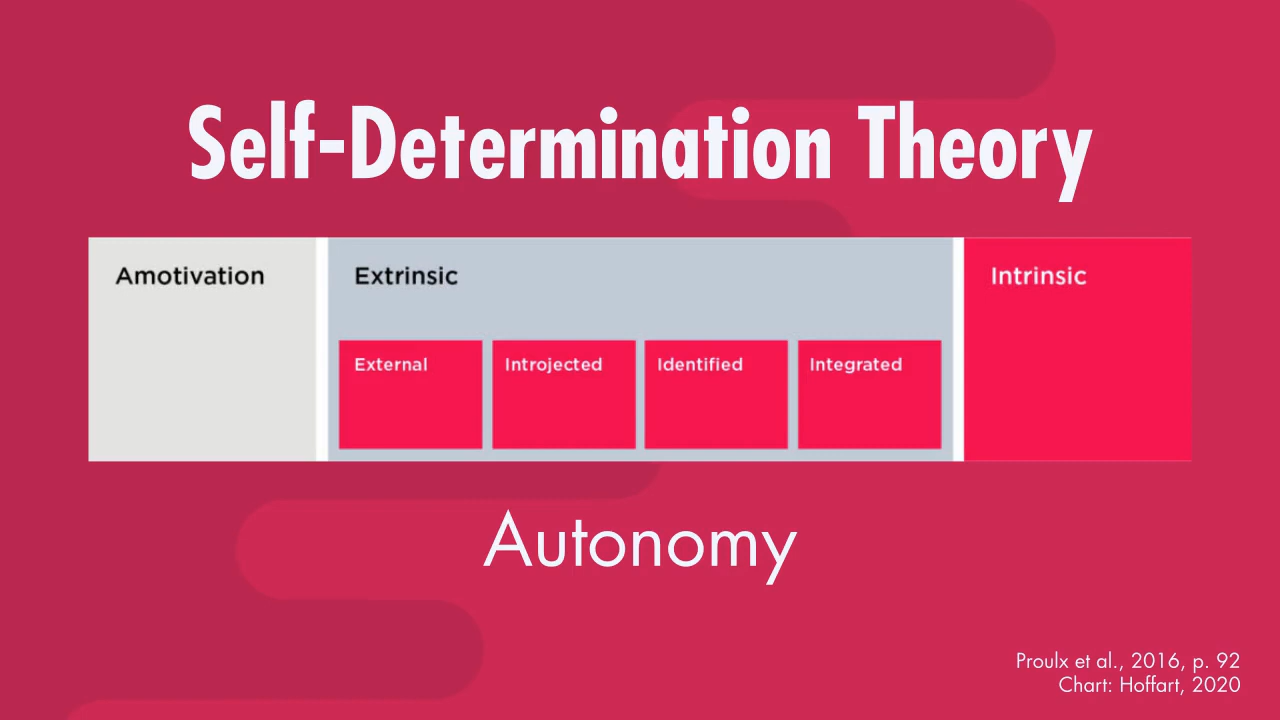 Self-Determination Theory
Amotivation
Extrinsic
Intrinsic
External
Introjected
Identified
Integrated
Autonomy
Proulx et al., 2016, p. 92
Chart: Hoffart, 2020